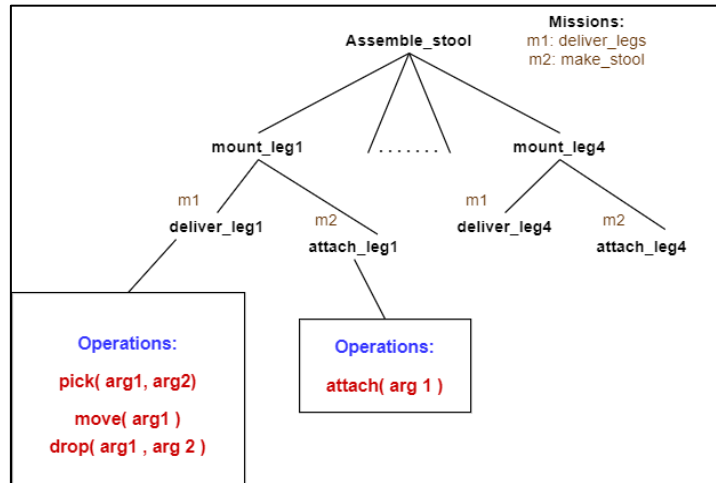 Missions:
m1: deliver_legs
m2: make_stool
Assemble_stool
mount_leg1
. . . . . . .
mount_leg4
m1
deliver_leg1
m2
attach_leg1
m1
deliver_leg4
m2
attach_leg4
Operations:
pick( arg1, arg2)
move( arg1 )
drop( arg1 , arg 2 )
Operations:
attach( arg 1 )